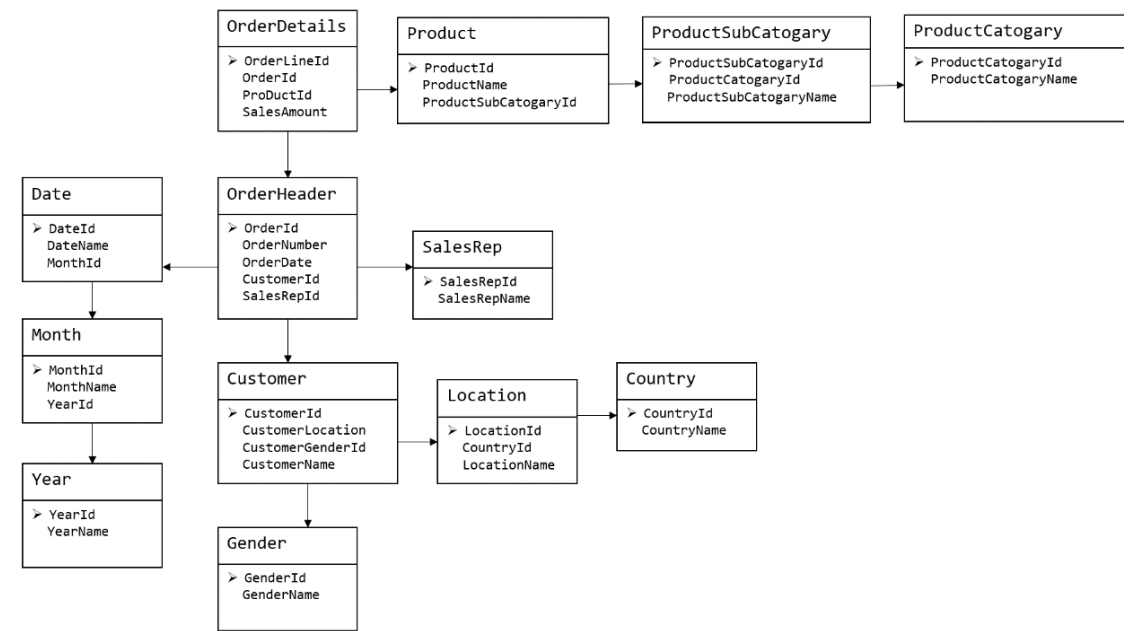 OrderDetails
➢ OrderLineId
OrderId
ProDuctId
SalesAmount
Product
➢ ProductId
ProductName
ProductSubCatogaryId
ProductSubCatogary
➢ ProductSubCatogaryId
ProductCatogaryId
ProductSubCatogaryName
ProductCatogary
➢ ProductCatogaryId
ProductCatogaryName
Date
➢ DateId
DateName
MonthId
OrderHeader
➢ OrderId
OrderNumber
OrderDate
CustomerId
SalesRepId
SalesRep
➢ SalesRepId
SalesRepName
Month
➢ MonthId
MonthName
YearId
Customer
➢ CustomerId
CustomerLocation
CustomerGenderId
CustomerName
Location
➢ LocationId
CountryId
LocationName
Country
➢ CountryId
CountryName
Year
➢ YearId
YearName
Gender
➢ GenderId
GenderName